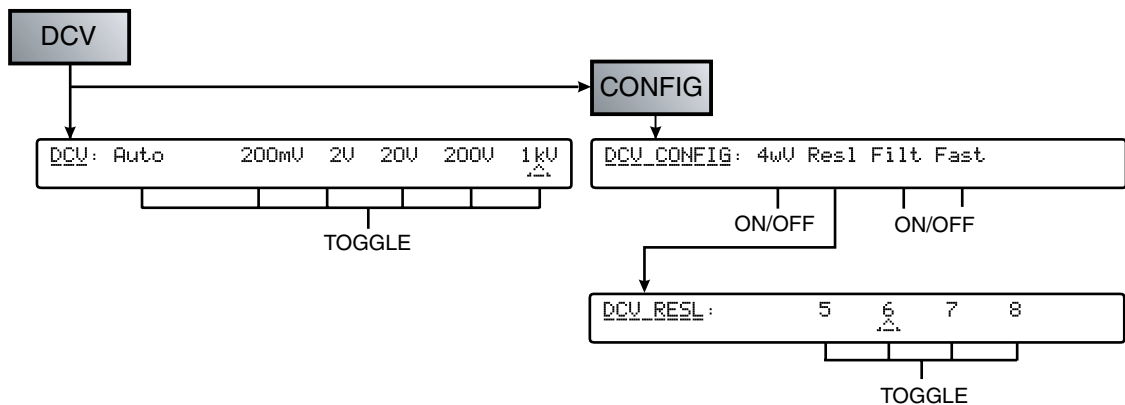 DCV
CONFIG
DCV: Auto 200mV 2V 20V 200V 1kV
DCV CONFIG: 4wV Resl Filt Fast
TOGGLE
ON/OFF ON/OFF
DCV RESL: 5 6 7 8
TOGGLE